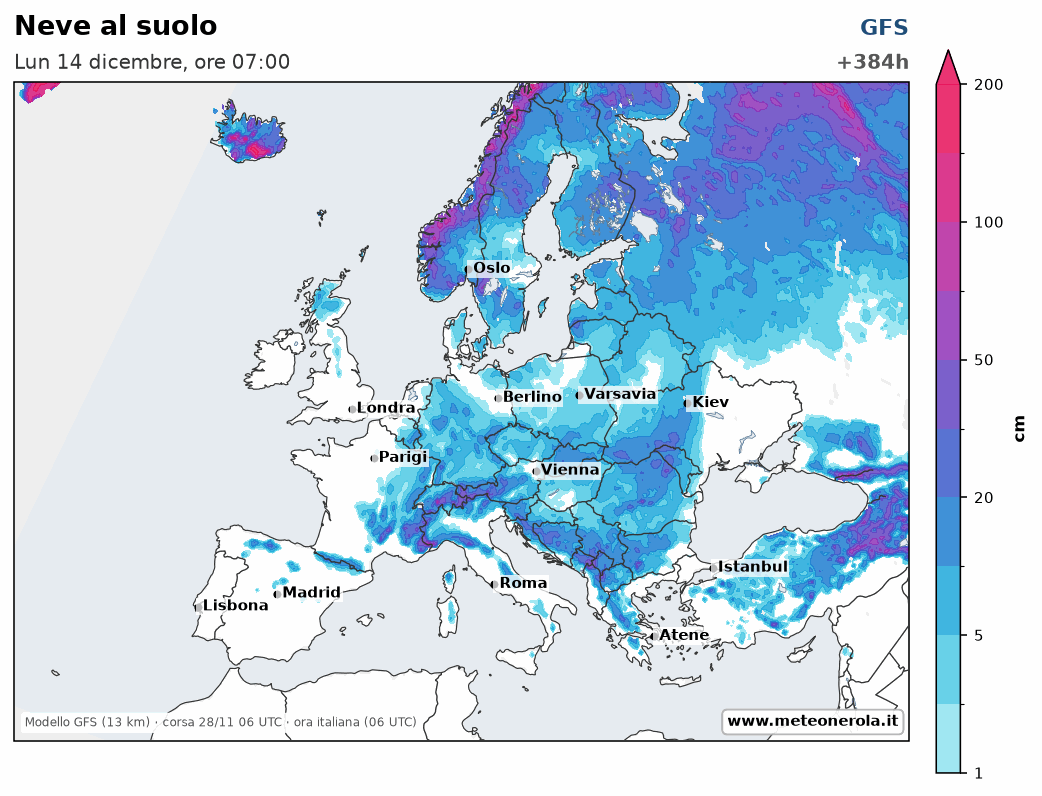 Neve al suolo
GFS
Lun 14 dicembre, ore 07:00
+384h
200
100
50
20
5
1
cm
Oslo
Londra
Berlino
Varsavia
Kiev
Parigi
Vienna
Istanbul
Roma
Madrid
Lisbona
Atene
Modello GFS (13 km) · corsa 28/11 06 UTC · ora italiana (06 UTC)
www.meteonerola.it